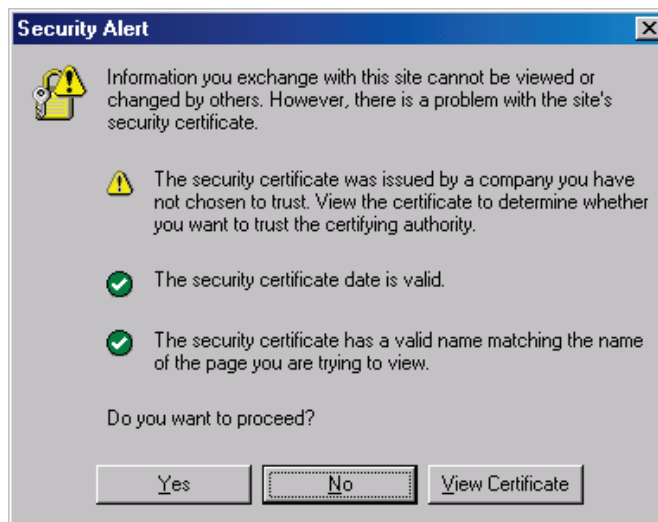 Security Alert
Information you exchange with this site cannot be viewed or
changed by others. However, there is a problem with the site's
security certificate.
The security certificate was issued by a company you have
not chosen to trust. View the certificate to determine whether
you want to trust the certifying authority.
The security certificate date is valid.
The security certificate has a valid name matching the name
of the page you are trying to view.
Do you want to proceed?
Yes No View Certificate